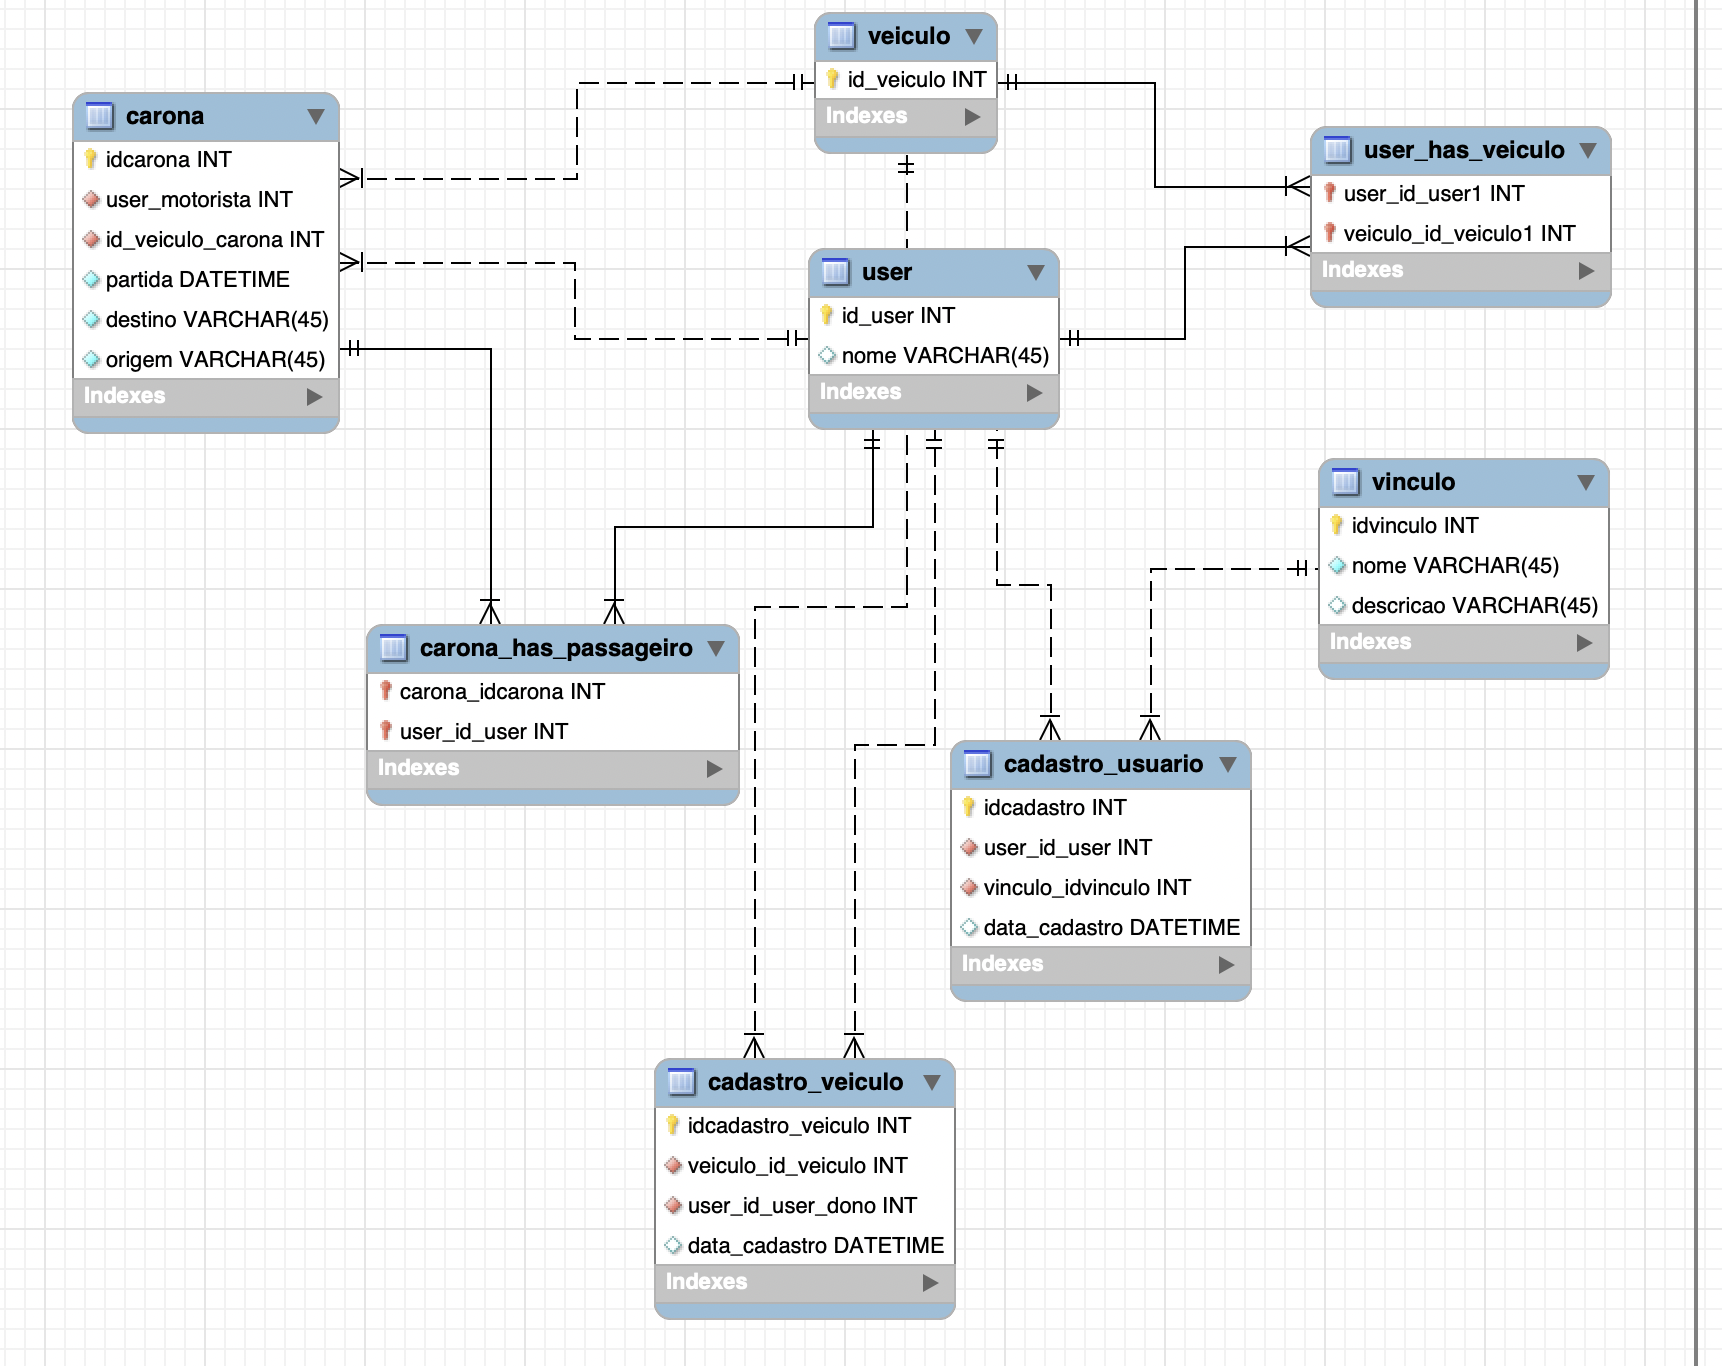 veiculo
id_veiculo INT
Indexes
carona
idcarona INT
user_motorista INT
id_veiculo_carona INT
partida DATETIME
destino VARCHAR(45)
origem VARCHAR(45)
Indexes
user_has_veiculo
user_id_user1 INT
veiculo_id_veiculo1 INT
Indexes
user
id_user INT
nome VARCHAR(45)
Indexes
vinculo
idvinculo INT
nome VARCHAR(45)
descricao VARCHAR(45)
Indexes
carona_has_passageiro
carona_idcarona INT
user_id_user INT
Indexes
cadastro_usuario
idcadastro INT
user_id_user INT
vinculo_idvinculo INT
data_cadastro DATETIME
Indexes
cadastro_veiculo
idcadastro_veiculo INT
veiculo_id_veiculo INT
user_id_user_dono INT
data_cadastro DATETIME
Indexes